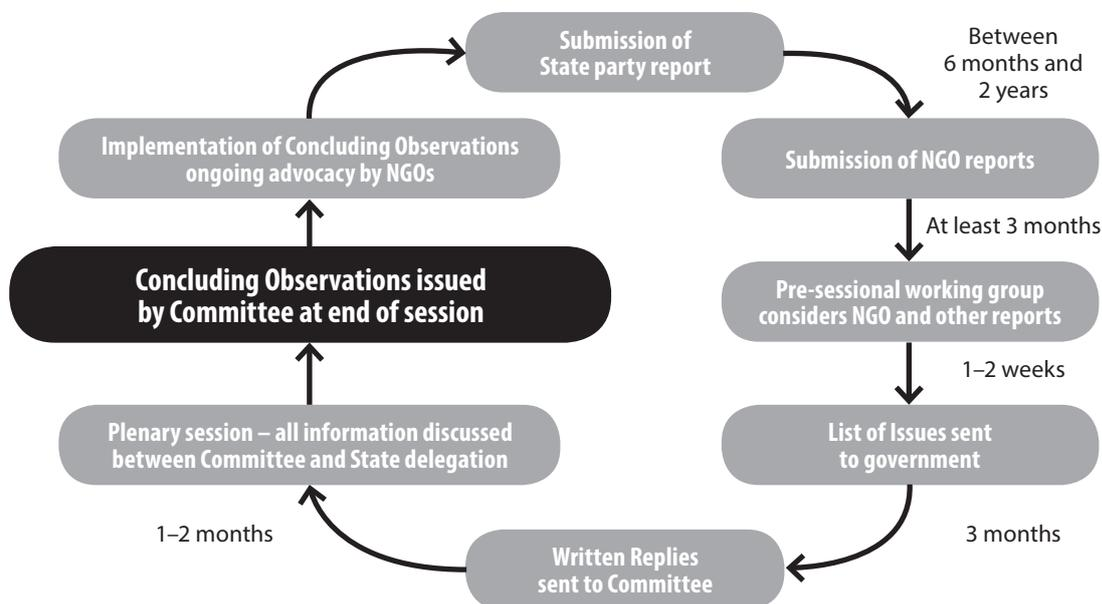 Submission of
State party report
Between
6 months and
2 years
Submission of NGO reports
At least 3 months
Pre-sessional working group
considers NGO and other reports
1–2 weeks
List of Issues sent
to government
3 months
Written Replies
sent to Committee
1–2 months
Plenary session – all information discussed
between Committee and State delegation
Concluding Observations issued
by Committee at end of session
Implementation of Concluding Observations
ongoing advocacy by NGOs